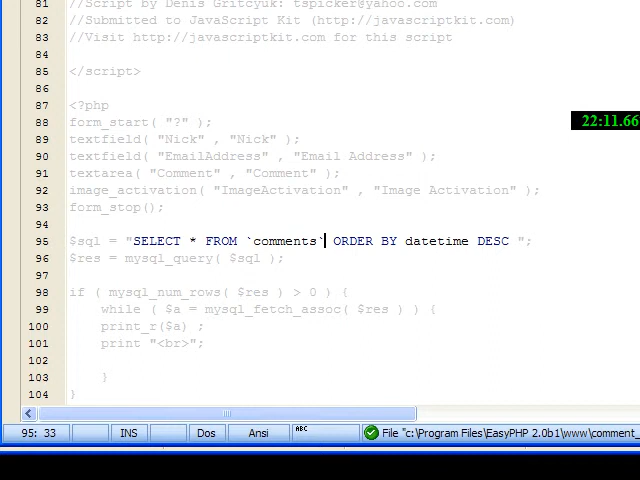 81 //Script by Denis Gritcyuk: tspicker@yahoo.com
82 //Submitted to JavaScript Kit (http://javascriptkit.com)
83 //Visit http://javascriptkit.com for this script
84
85 </script>
86
87 <?php
88 form_start( "?" );
89 textfield( "Nick" , "Nick" );
90 textfield( "EmailAddress" , "Email Address" );
91 textarea( "Comment" , "Comment" );
92 image_activation( "ImageActivation" , "Image Activation" );
93 form_stop();
94
95 $sql = "SELECT * FROM `comments` ORDER BY datetime DESC ";
96 $res = mysql_query( $sql );
97
98 if ( mysql_num_rows( $res ) > 0 ) {
99 while ( $a = mysql_fetch_assoc( $res ) ) {
100 print_r($a) ;
101 print "<br>";
102
103 }
104 }
22:11.66
95: 33 INS Dos Ansi ABC File "c:\Program Files\EasyPHP 2.0b1\www\comment_